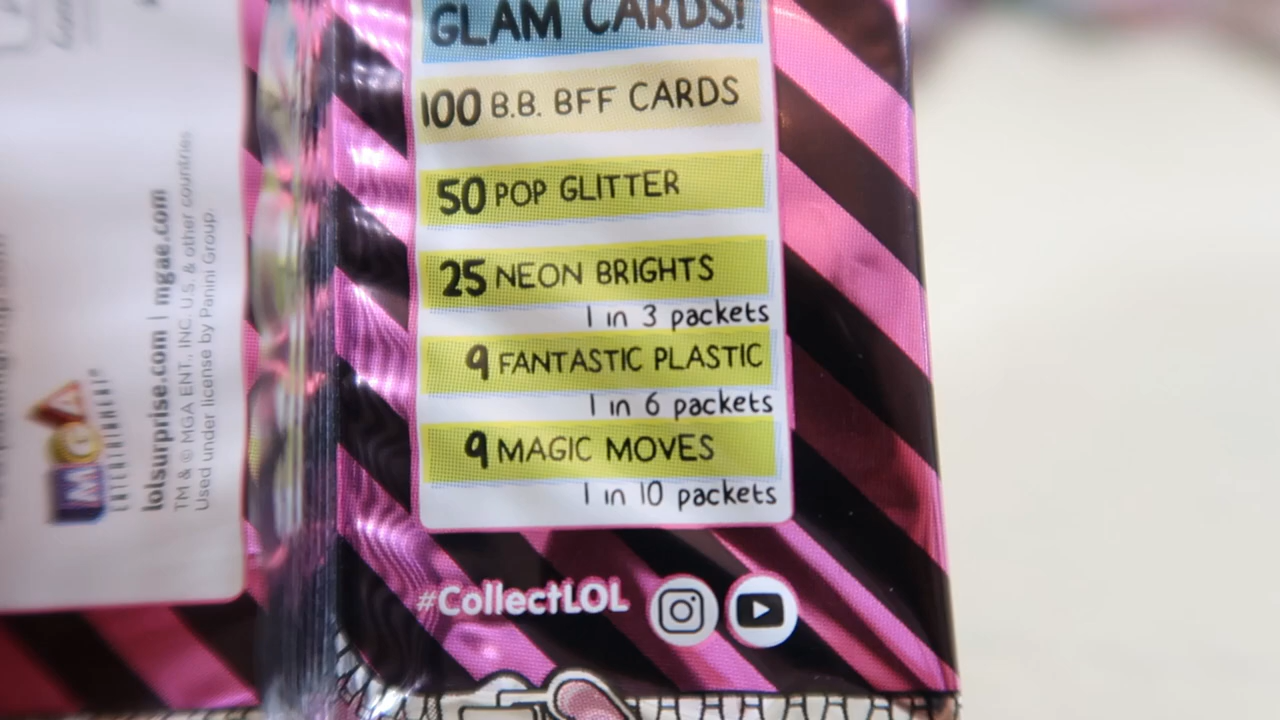 GLAM CARDS!
100 B.B. BFF CARDS
50 POP GLITTER
25 NEON BRIGHTS
1 in 3 packets
9 FANTASTIC PLASTIC
1 in 6 packets
9 MAGIC MOVES
1 in 10 packets
#CollectLOL
MGA
ENTERTAINMENT
lolsurprise.com | mgae.com
TM & © MGA ENT., INC. U.S. & other countries
Used under license by Panini Group.